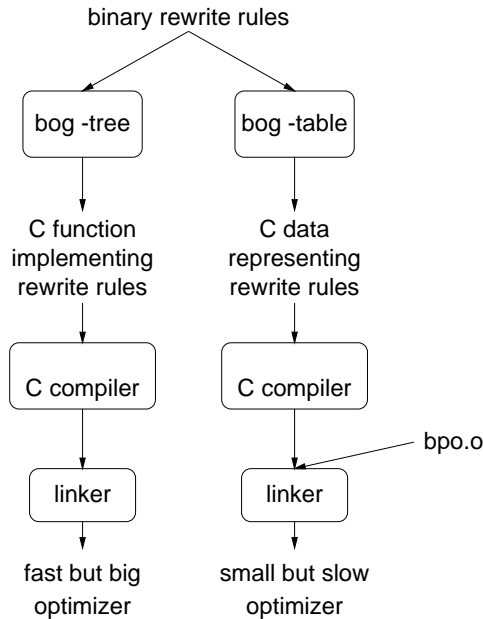 binary rewrite rules
bog -tree
bog -table
C function
implementing
rewrite rules
C data
representing
rewrite rules
C compiler
C compiler
bpo.o
linker
linker
fast but big
optimizer
small but slow
optimizer